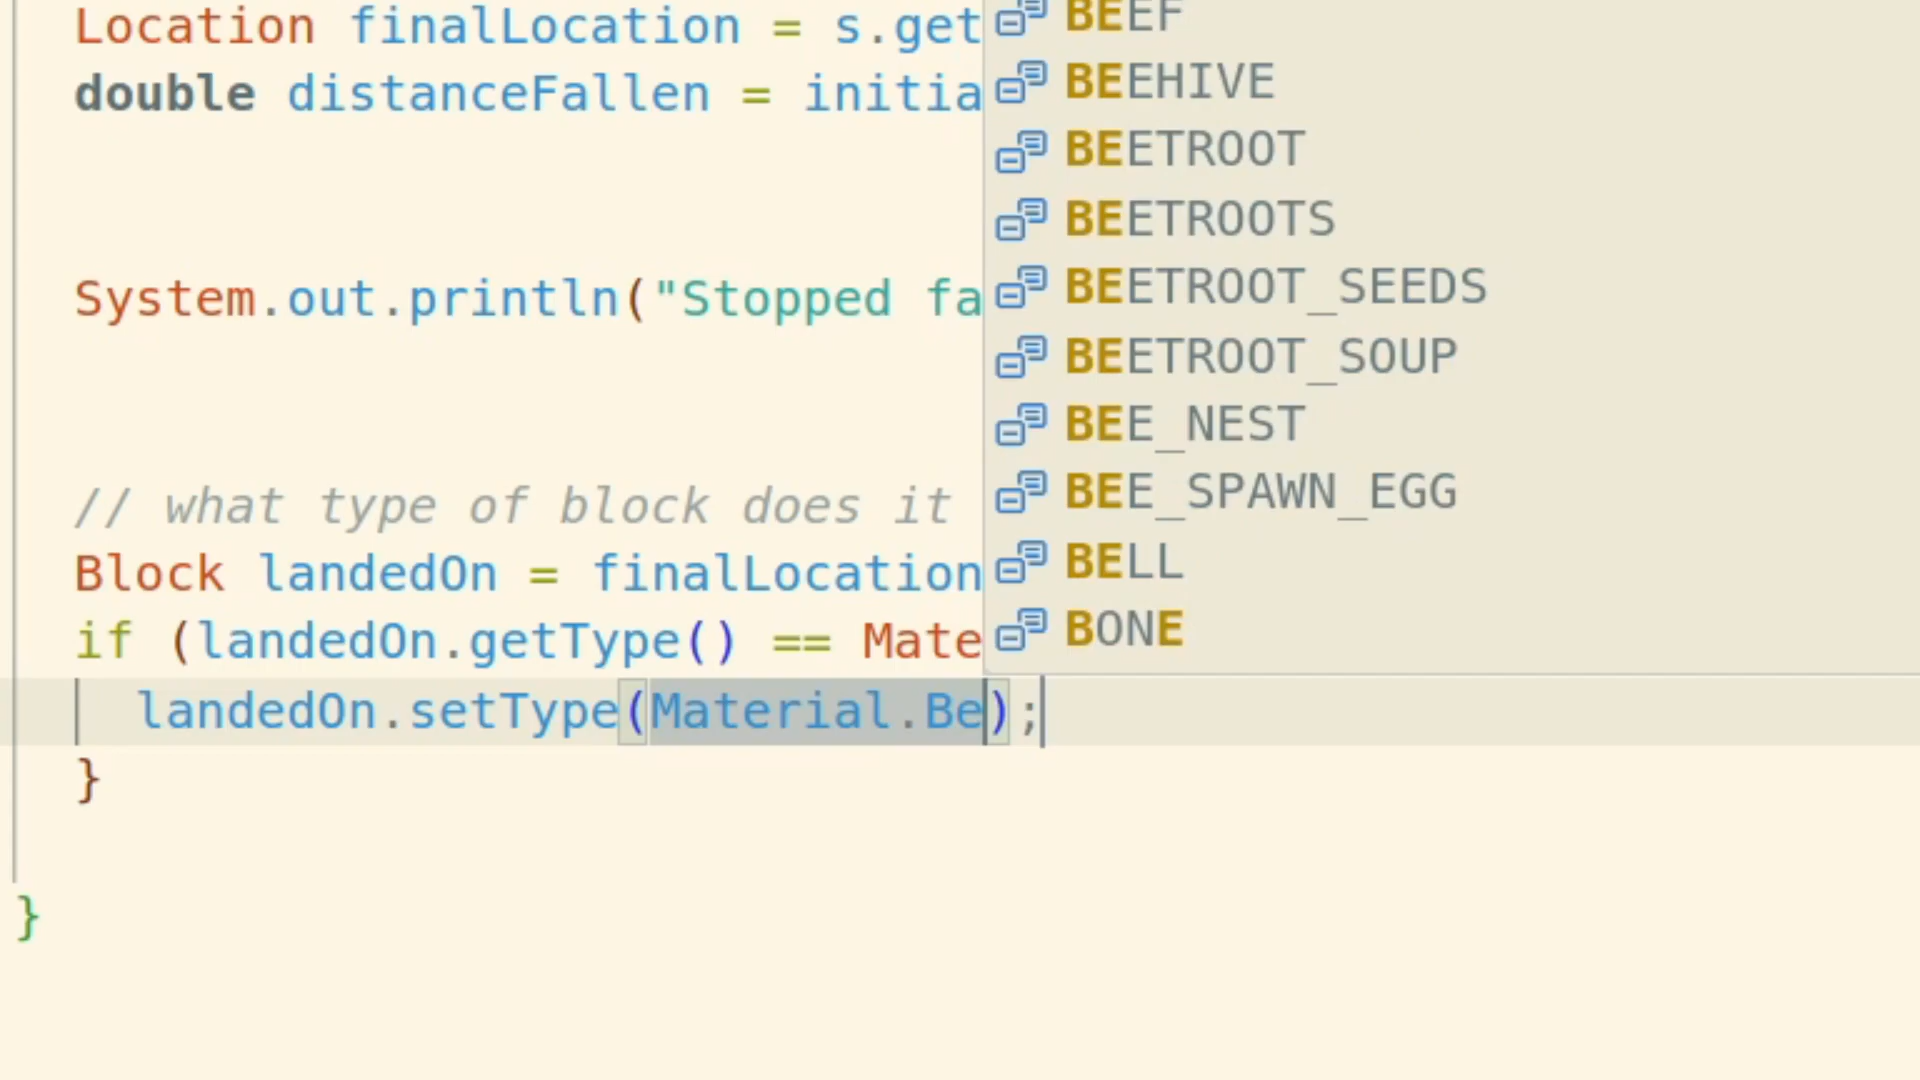 Location finalLocation = s.get
double distanceFallen = initia
System.out.println("Stopped fa
// what type of block does it
Block landedOn = finalLocation
if (landedOn.getType() == Mate
landedOn.setType(Material.Be);
}
}
BEEF
BEEHIVE
BEETROOT
BEETROOTS
BEETROOT_SEEDS
BEETROOT_SOUP
BEE_NEST
BEE_SPAWN_EGG
BELL
BONE